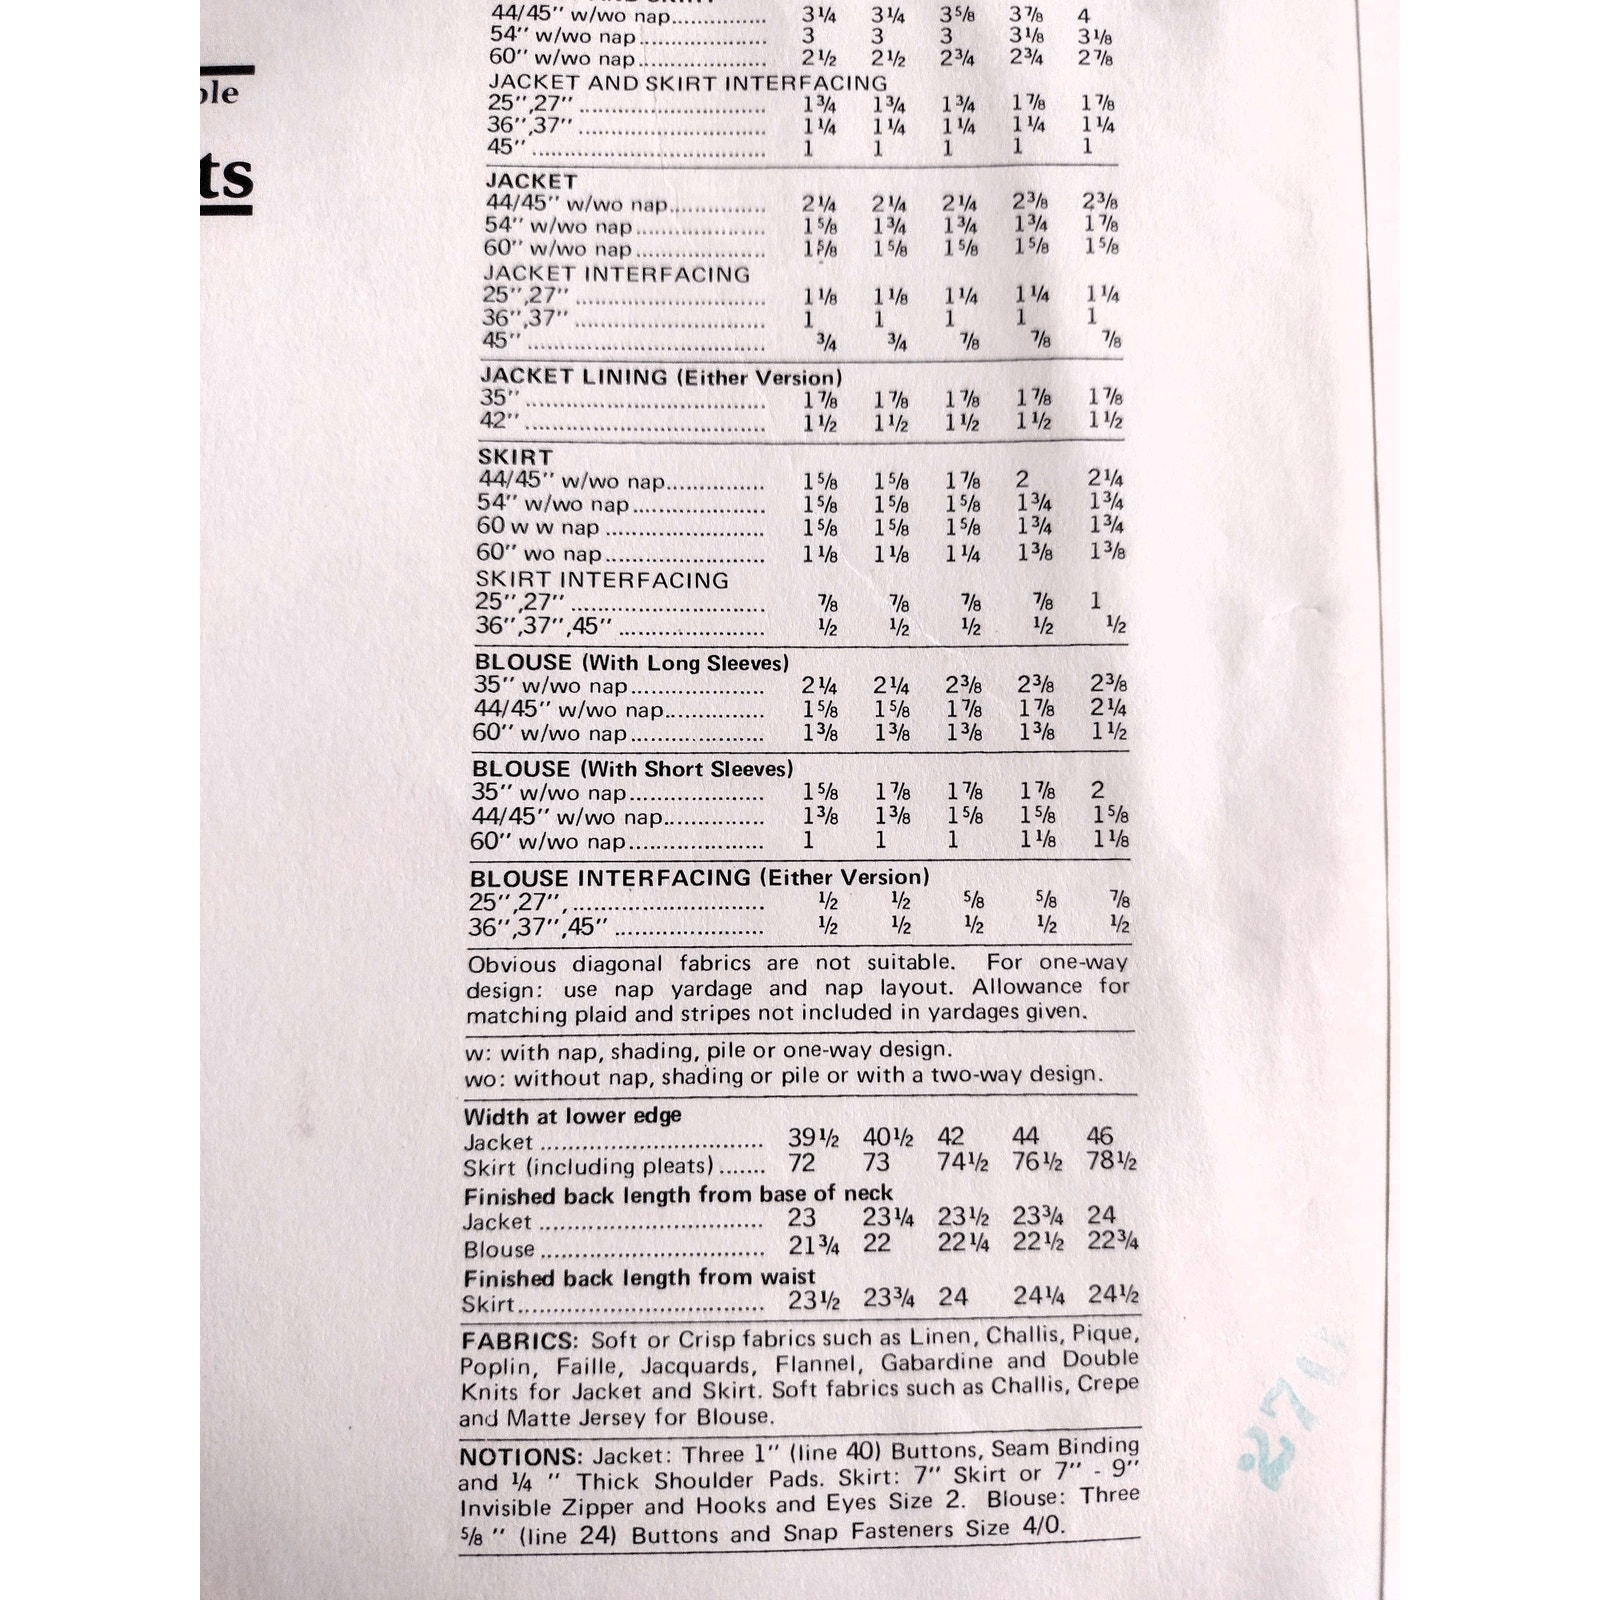 ts
44/45" w/wo nap............... 3¼ 3¼ 3⅝ 3⅞ 4
54" w/wo nap.................... 3 3 3 3⅛ 3⅛
60" w/wo nap.................... 2½ 2½ 2¾ 2¾ 2⅞
JACKET AND SKIRT INTERFACING
25",27" ............................. 1¾ 1¾ 1¾ 1⅞ 1⅞
36",37" ............................. 1¼ 1¼ 1¼ 1¼ 1¼
45" .................................... 1 1 1 1 1
JACKET
44/45" w/wo nap............... 2¼ 2¼ 2¼ 2⅜ 2⅜
54" w/wo nap.................... 1⅝ 1¾ 1¾ 1¾ 1⅞
60" w/wo nap.................... 1⅝ 1⅝ 1⅝ 1⅝ 1⅝
JACKET INTERFACING
25",27" ............................. 1⅛ 1⅛ 1¼ 1¼ 1¼
36",37" ............................. 1 1 1 1 1
45" .................................... ¾ ¾ ⅞ ⅞ ⅞
JACKET LINING (Either Version)
35" .................................... 1⅞ 1⅞ 1⅞ 1⅞ 1⅞
42" .................................... 1½ 1½ 1½ 1½ 1½
SKIRT
44/45" w/wo nap............... 1⅝ 1⅝ 1⅞ 2 2¼
54" w/wo nap.................... 1⅝ 1⅝ 1⅝ 1¾ 1¾
60 w w nap ........................ 1⅝ 1⅝ 1⅝ 1¾ 1¾
60" wo nap........................ 1⅛ 1⅛ 1¼ 1⅜ 1⅜
SKIRT INTERFACING
25",27" ............................. ⅞ ⅞ ⅞ ⅞ 1
36",37",45" ...................... ½ ½ ½ ½ ½
BLOUSE (With Long Sleeves)
35" w/wo nap.................... 2¼ 2¼ 2⅜ 2⅜ 2⅜
44/45" w/wo nap............... 1⅝ 1⅝ 1⅞ 1⅞ 2¼
60" w/wo nap.................... 1⅜ 1⅜ 1⅜ 1⅜ 1½
BLOUSE (With Short Sleeves)
35" w/wo nap.................... 1⅝ 1⅞ 1⅞ 1⅞ 2
44/45" w/wo nap............... 1⅜ 1⅜ 1⅝ 1⅝ 1⅝
60" w/wo nap.................... 1 1 1 1⅛ 1⅛
BLOUSE INTERFACING (Either Version)
25",27",............................. ½ ½ ⅝ ⅝ ⅞
36",37",45" ...................... ½ ½ ½ ½ ½
Obvious diagonal fabrics are not suitable. For one-way
design: use nap yardage and nap layout. Allowance for
matching plaid and stripes not included in yardages given.
w: with nap, shading, pile or one-way design.
wo: without nap, shading or pile or with a two-way design.
Width at lower edge
Jacket ................................. 39½ 40½ 42 44 46
Skirt (including pleats)....... 72 73 74½ 76½ 78½
Finished back length from base of neck
Jacket ................................. 23 23¼ 23½ 23¾ 24
Blouse ................................. 21¾ 22 22¼ 22½ 22¾
Finished back length from waist
Skirt.................................... 23½ 23¾ 24 24¼ 24½
FABRICS: Soft or Crisp fabrics such as Linen, Challis, Pique,
Poplin, Faille, Jacquards, Flannel, Gabardine and Double
Knits for Jacket and Skirt. Soft fabrics such as Challis, Crepe
and Matte Jersey for Blouse.
NOTIONS: Jacket: Three 1" (line 40) Buttons, Seam Binding
and ¼ " Thick Shoulder Pads. Skirt: 7" Skirt or 7" - 9"
Invisible Zipper and Hooks and Eyes Size 2. Blouse: Three
⅝ " (line 24) Buttons and Snap Fasteners Size 4/0.